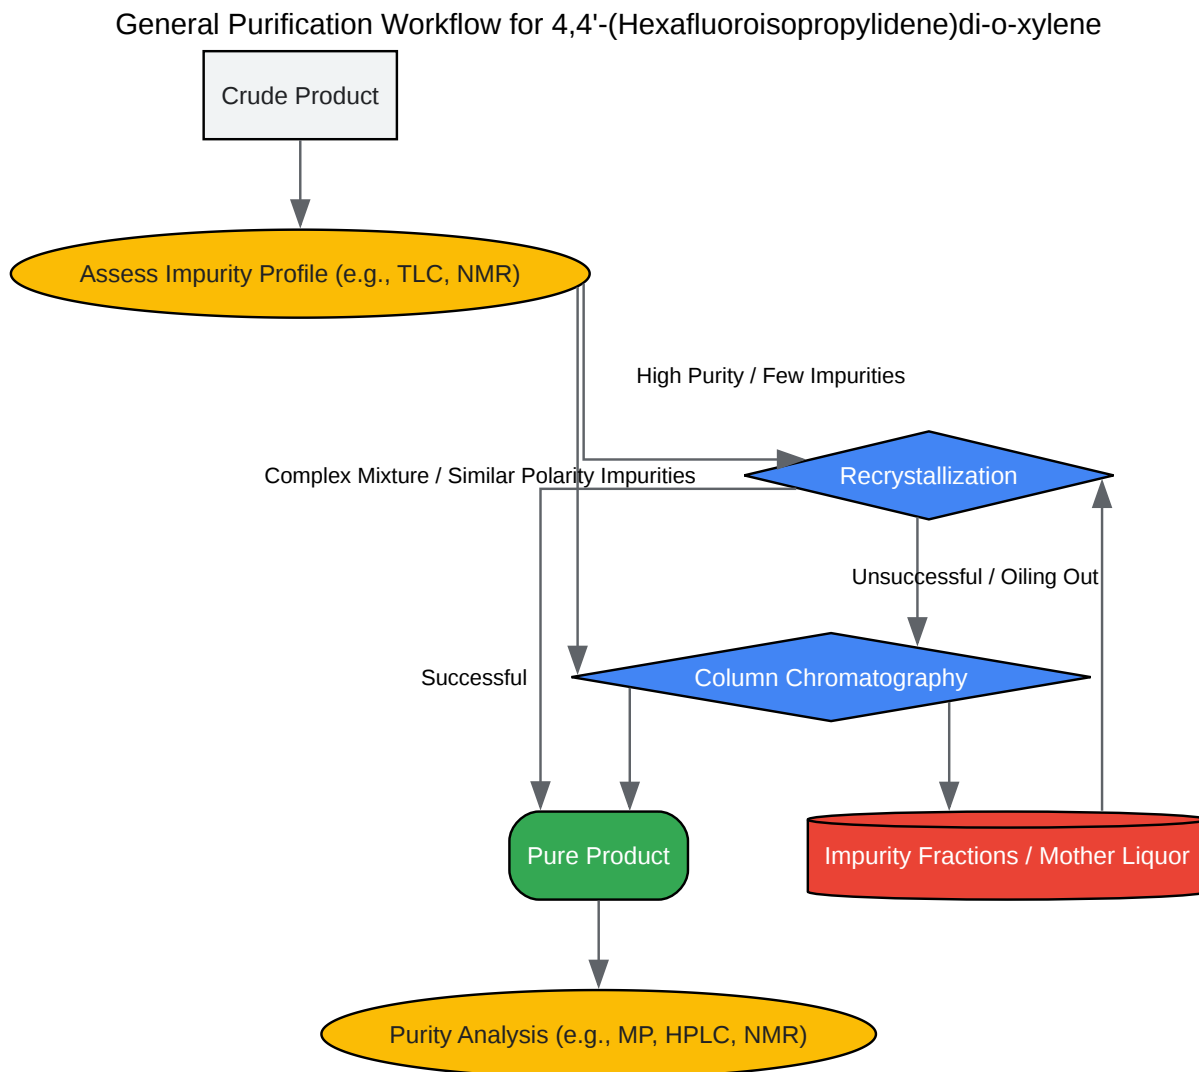 General Purification Workflow for 4,4'-(Hexafluoroisopropylidene)di-o-xylene
Crude Product
Assess Impurity Profile (e.g., TLC, NMR)
High Purity / Few Impurities
Complex Mixture / Similar Polarity Impurities
Recrystallization
Unsuccessful / Oiling Out
Successful
Column Chromatography
Pure Product
Impurity Fractions / Mother Liquor
Purity Analysis (e.g., MP, HPLC, NMR)